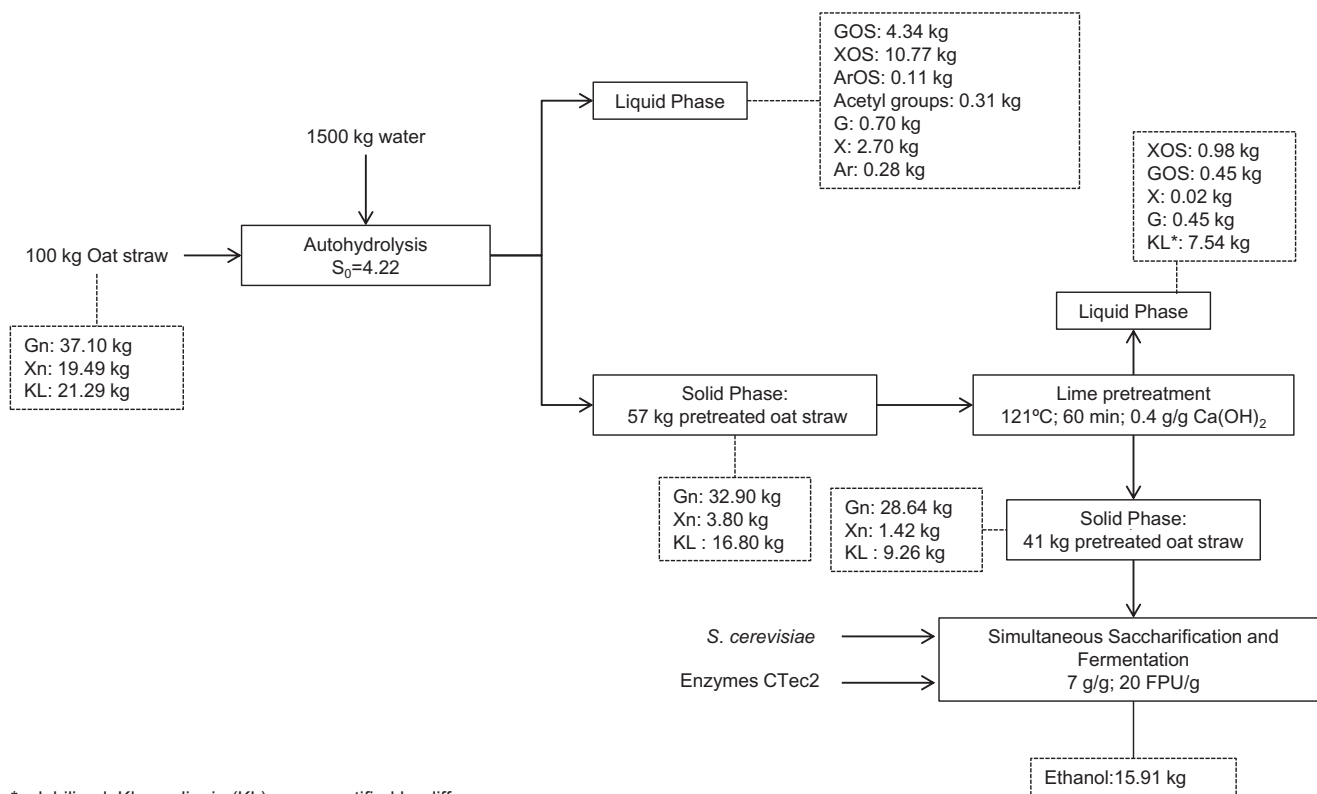 GOS: 4.34 kg
XOS: 10.77 kg
ArOS: 0.11 kg
Acetyl groups: 0.31 kg
G: 0.70 kg
X: 2.70 kg
Ar: 0.28 kg
Liquid Phase
1500 kg water
XOS: 0.98 kg
GOS: 0.45 kg
X: 0.02 kg
G: 0.45 kg
KL*: 7.54 kg
100 kg Oat straw
Autohydrolysis
S0=4.22
Liquid Phase
Gn: 37.10 kg
Xn: 19.49 kg
KL: 21.29 kg
Solid Phase:
57 kg pretreated oat straw
Lime pretreatment
121ºC; 60 min; 0.4 g/g Ca(OH)2
Gn: 32.90 kg
Xn: 3.80 kg
KL : 16.80 kg
Gn: 28.64 kg
Xn: 1.42 kg
KL : 9.26 kg
Solid Phase:
41 kg pretreated oat straw
S. cerevisiae
Enzymes CTec2
Simultaneous Saccharification and
Fermentation
7 g/g; 20 FPU/g
Ethanol:15.91 kg